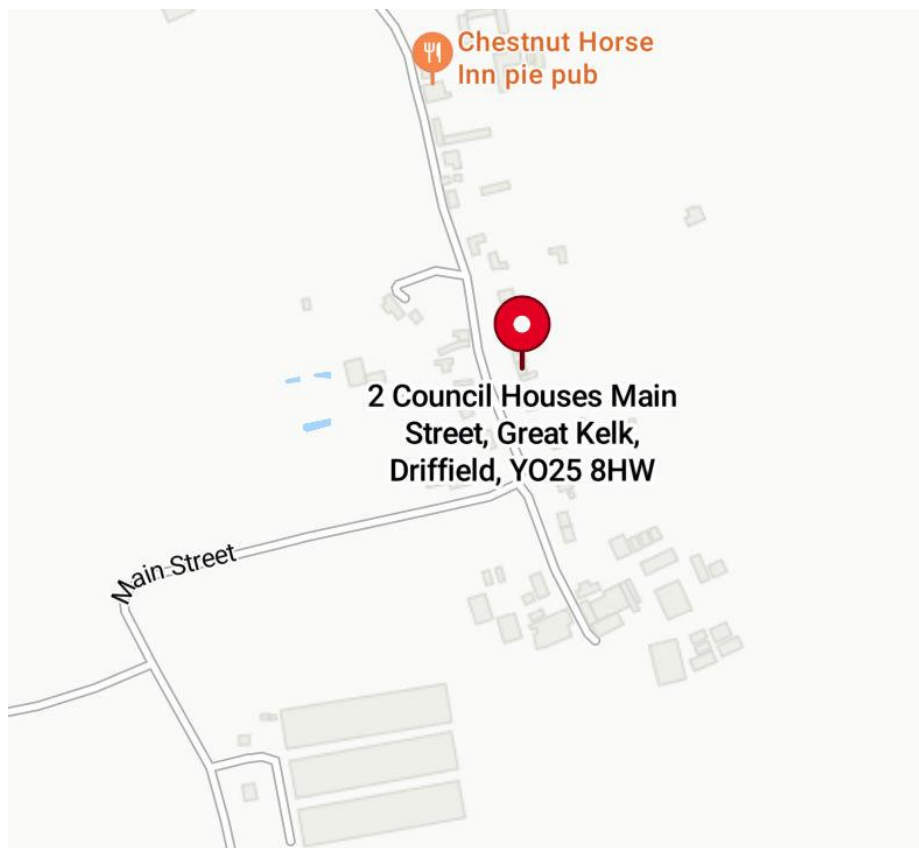 Chestnut Horse
Inn pie pub
2 Council Houses Main
Street, Great Kelk,
Driffield, YO25 8HW
Main Street